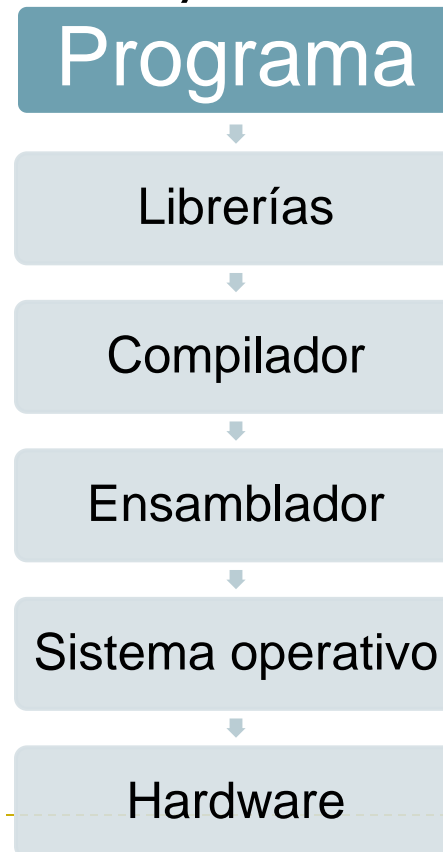 Programa
Librerías
Compilador
Ensamblador
Sistema operativo
Hardware